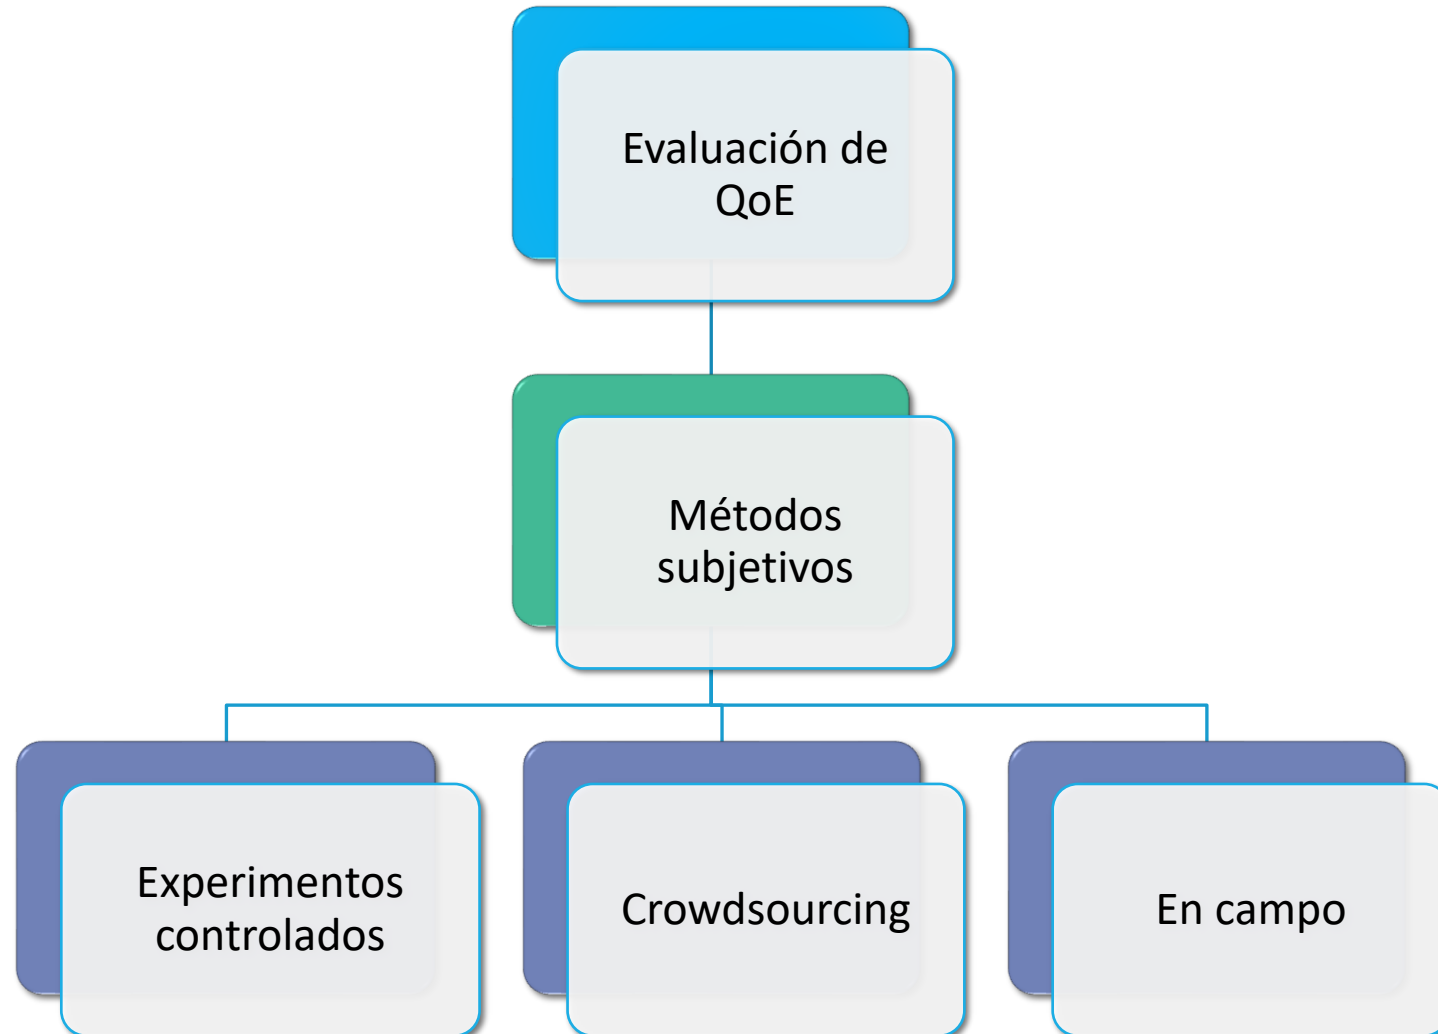 Evaluación de
QoE
Métodos
subjetivos
Experimentos
controlados
Crowdsourcing
En campo